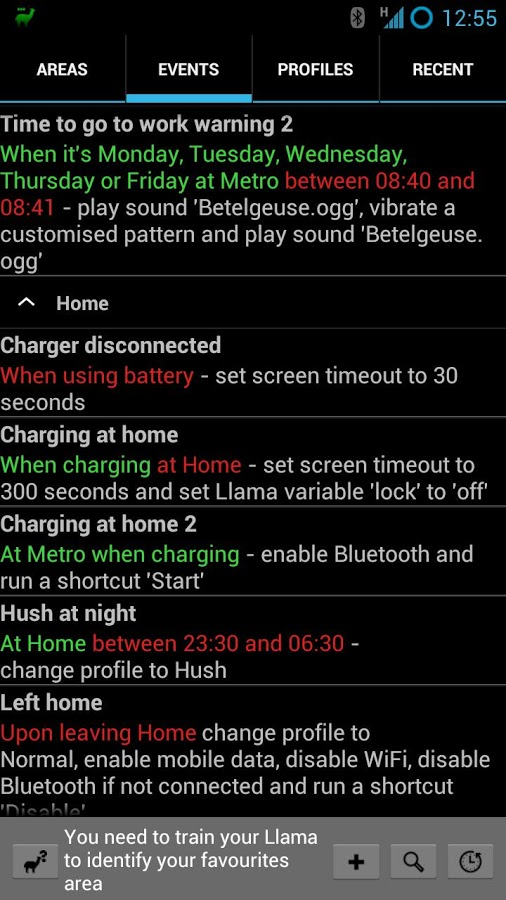 H
12:55
AREAS
EVENTS
PROFILES
RECENT
Time to go to work warning 2
When it's Monday, Tuesday, Wednesday,
Thursday or Friday at Metro between 08:40 and
08:41 - play sound 'Betelgeuse.ogg', vibrate a
customised pattern and play sound 'Betelgeuse.
ogg'
Home
Charger disconnected
When using battery - set screen timeout to 30
seconds
Charging at home
When charging at Home - set screen timeout to
300 seconds and set Llama variable 'lock' to 'off'
Charging at home 2
At Metro when charging - enable Bluetooth and
run a shortcut 'Start'
Hush at night
At Home between 23:30 and 06:30 -
change profile to Hush
Left home
Upon leaving Home change profile to
Normal, enable mobile data, disable WiFi, disable
Bluetooth if not connected and run a shortcut
'Disable'
You need to train your Llama
to identify your favourites
area